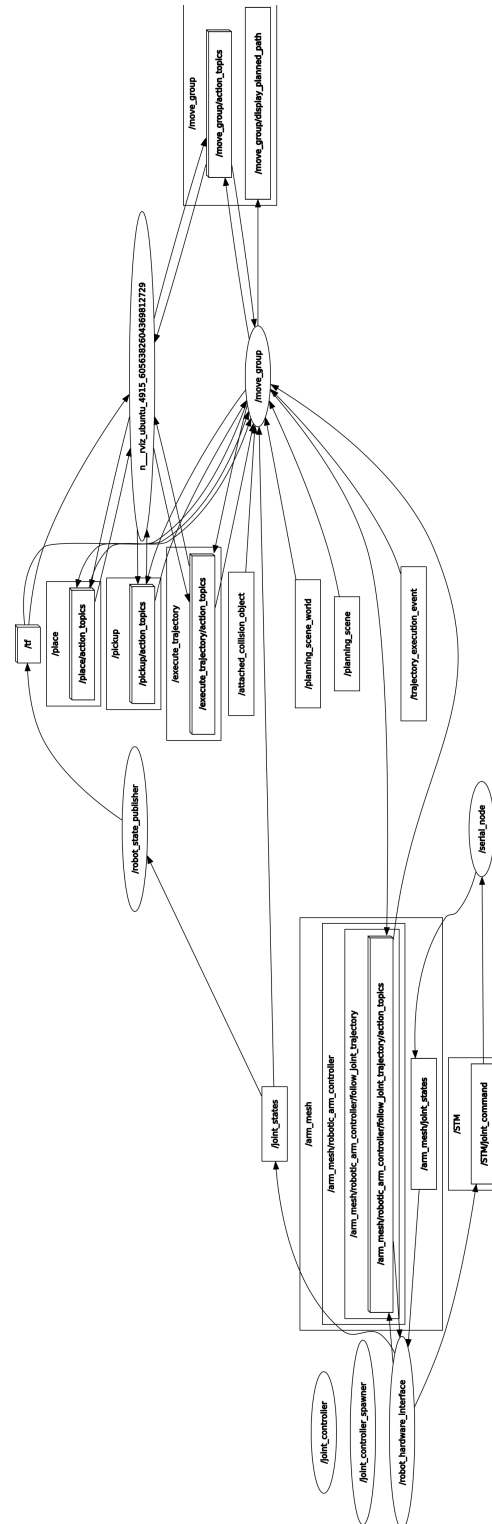 /move_group
/move_group/action_topics
/move_group/display_planned_path
n__rviz_ubuntu_4915_6056382604369812729
/move_group
/tf
/place
/place/action_topics
/pickup
/pickup/action_topics
/execute_trajectory
/execute_trajectory/action_topics
/attached_collision_object
/planning_scene_world
/planning_scene
/trajectory_execution_event
/robot_state_publisher
/serial_node
/joint_states
/arm_mesh
/arm_mesh/robotic_arm_controller
/arm_mesh/robotic_arm_controller/follow_joint_trajectory
/arm_mesh/robotic_arm_controller/follow_joint_trajectory/action_topics
/arm_mesh/joint_states
/STM
/STM/joint_command
/joint_controller
/joint_controller_spawner
/robot_hardware_interface